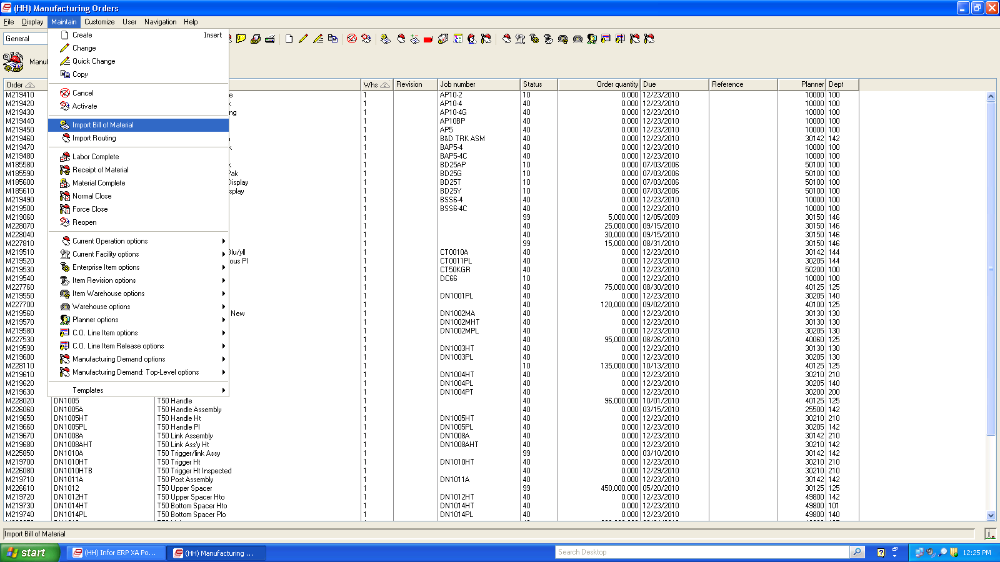 (HH) Manufacturing Orders
File Display Maintain Customize User Navigation Help
General
Manu
Create Insert
Change
Quick Change
Copy
Cancel
Activate
Import Bill of Material
Import Routing
Labor Complete
Receipt of Material
Material Complete
Normal Close
Force Close
Reopen
Current Operation options
Current Facility options
Enterprise Item options
Item Revision options
Item Warehouse options
Warehouse options
Planner options
C.O. Line Item options
C.O. Line Item Release options
Manufacturing Demand options
Manufacturing Demand: Top-Level options
Templates
Order Whs Revision Job number Status Order quantity Due Reference Planner Dept
M219410 e 1 AP10-2 10 0.000 12/23/2010 10000 100
M219420 k 1 AP10-4 40 0.000 12/23/2010 10000 100
M219430 ng 1 AP10-4G 40 0.000 12/23/2010 10000 100
M219440 1 AP10BP 40 0.000 12/23/2010 10000 100
M219450 1 AP5 40 0.000 12/23/2010 10000 100
M219460 1 B&D TRK ASM 40 0.000 12/23/2010 30142 142
M219470 k 1 BAP5-4 40 0.000 12/23/2010 10000 100
M219480 1 BAP5-4C 40 0.000 12/23/2010 10000 100
M185580 k 1 BD25AP 10 0.000 07/03/2006 50100 100
M185590 Pak 1 BD25G 10 0.000 07/03/2006 50100 100
M185600 Display 1 BD25T 10 0.000 07/03/2006 50100 100
M185610 splay 1 BD25Y 10 0.000 07/03/2006 50100 100
M219490 1 BSS6-4 40 0.000 12/23/2010 10000 100
M219500 1 BSS6-4C 40 0.000 12/23/2010 10000 100
M219060 1 99 5,000.000 12/05/2009 30150 146
M228070 1 40 25,000.000 09/15/2010 30150 146
M228040 1 40 30,000.000 09/15/2010 30150 146
M227810 1 99 15,000.000 08/31/2010 30150 146
M219510 Blu/yll 1 CT0010A 40 0.000 12/23/2010 30142 144
M219520 ous Pl 1 CT0011PL 40 0.000 12/23/2010 30205 144
M219530 1 CT50KGR 40 0.000 12/23/2010 50200 100
M219540 1 DC66 10 0.000 12/23/2010 10000 100
M227760 1 40 75,000.000 08/30/2010 40125 125
M219550 1 DN1001PL 40 0.000 12/23/2010 30205 140
M227700 1 40 120,000.000 09/02/2010 40100 125
M219560 New 1 DN1002MA 40 0.000 12/23/2010 30130 130
M219570 1 DN1002MHT 40 0.000 12/23/2010 30130 130
M219580 1 DN1002MPL 40 0.000 12/23/2010 30205 130
M227530 1 40 95,000.000 08/26/2010 40060 125
M219590 1 DN1003HT 40 0.000 12/23/2010 30130 130
M219600 1 DN1003PL 40 0.000 12/23/2010 30205 130
M228110 1 10 135,000.000 10/13/2010 40125 125
M219610 1 DN1004HT 40 0.000 12/23/2010 30210 210
M219620 1 DN1004PL 40 0.000 12/23/2010 30205 140
M219630 1 DN1004PT 40 0.000 12/23/2010 30200 200
M228020 DN1005 T50 Handle 1 40 96,000.000 10/01/2010 40125 125
M226060 DN1005A T50 Handle Assembly 1 40 0.000 03/15/2010 25500 142
M219650 DN1005HT T50 Handle Ht 1 DN1005HT 40 0.000 12/23/2010 30210 210
M219660 DN1005PL T50 Handle Pl 1 DN1005PL 40 0.000 12/23/2010 30205 142
M219670 DN1008A T50 Link Assembly 1 DN1008A 40 0.000 12/23/2010 30142 210
M219680 DN1008AHT T50 Link Ass'y Ht 1 DN1008AHT 40 0.000 12/23/2010 30210 142
M225850 DN1010A T50 Trigger/link Assy 1 99 0.000 03/10/2010 30142 142
M219700 DN1010HT T50 Trigger Ht 1 DN1010HT 40 0.000 12/23/2010 30210 210
M226080 DN1010HTB T50 Trigger Ht Inspected 1 40 0.000 12/29/2010 30210 210
M219710 DN1011A T50 Post Assembly 1 DN1011A 40 0.000 12/23/2010 30142 142
M226610 DN1012 T50 Upper Spacer 1 99 450,000.000 05/20/2010 30125 125
M219720 DN1012HT T50 Upper Spacer Hto 1 DN1012HT 40 0.000 12/23/2010 49800 142
M219730 DN1014HT T50 Bottom Spacer Hto 1 DN1014HT 40 0.000 12/23/2010 49800 101
M219740 DN1014PL T50 Bottom Spacer Plo 1 DN1014PL 40 0.000 12/23/2010 49800 140
Import Bill of Material
start (HH) Infor ERP XA Po... (HH) Manufacturing ... Search Desktop 12:25 PM